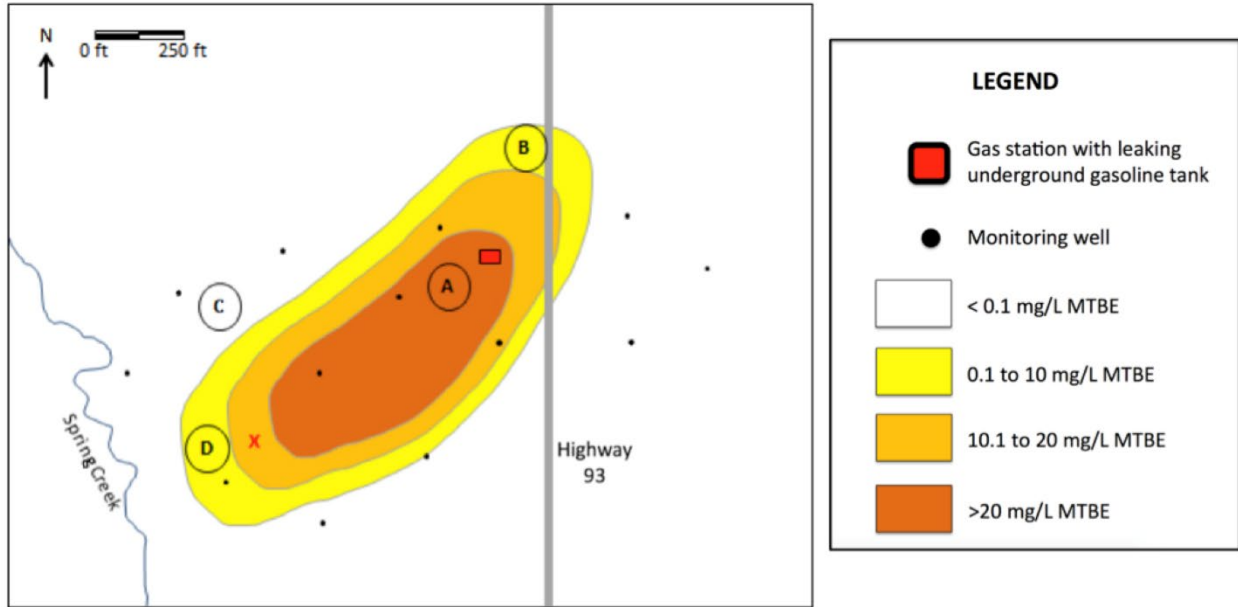 N
0 ft 250 ft
B
A
C
D
X
Spring Creek
Highway
93
LEGEND
Gas station with leaking
underground gasoline tank
Monitoring well
< 0.1 mg/L MTBE
0.1 to 10 mg/L MTBE
10.1 to 20 mg/L MTBE
>20 mg/L MTBE